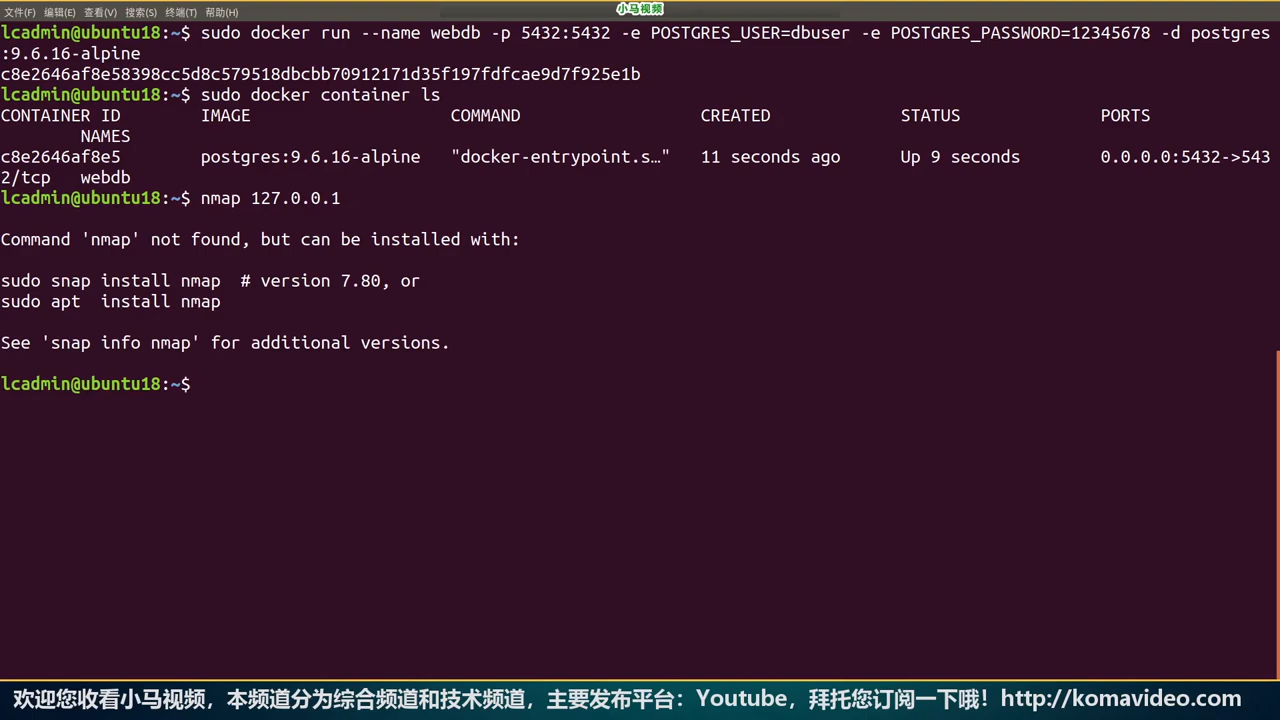 小马视频
文件(F) 编辑(E) 查看(V) 搜索(S) 终端(T) 帮助(H)
lcadmin@ubuntu18:~$ sudo docker run --name webdb -p 5432:5432 -e POSTGRES_USER=dbuser -e POSTGRES_PASSWORD=12345678 -d postgres
:9.6.16-alpine
c8e2646af8e58398cc5d8c579518dbcbb70912171d35f197fdfcae9d7f925e1b
lcadmin@ubuntu18:~$ sudo docker container ls
CONTAINER ID        IMAGE                    COMMAND                  CREATED             STATUS              PORTS
        NAMES
c8e2646af8e5        postgres:9.6.16-alpine   "docker-entrypoint.s…"   11 seconds ago      Up 9 seconds        0.0.0.0:5432->543
2/tcp   webdb
lcadmin@ubuntu18:~$ nmap 127.0.0.1
Command 'nmap' not found, but can be installed with:
sudo snap install nmap  # version 7.80, or
sudo apt  install nmap
See 'snap info nmap' for additional versions.
lcadmin@ubuntu18:~$
欢迎您收看小马视频，本频道分为综合频道和技术频道，主要发布平台：Youtube，拜托您订阅一下哦！http://komavideo.com